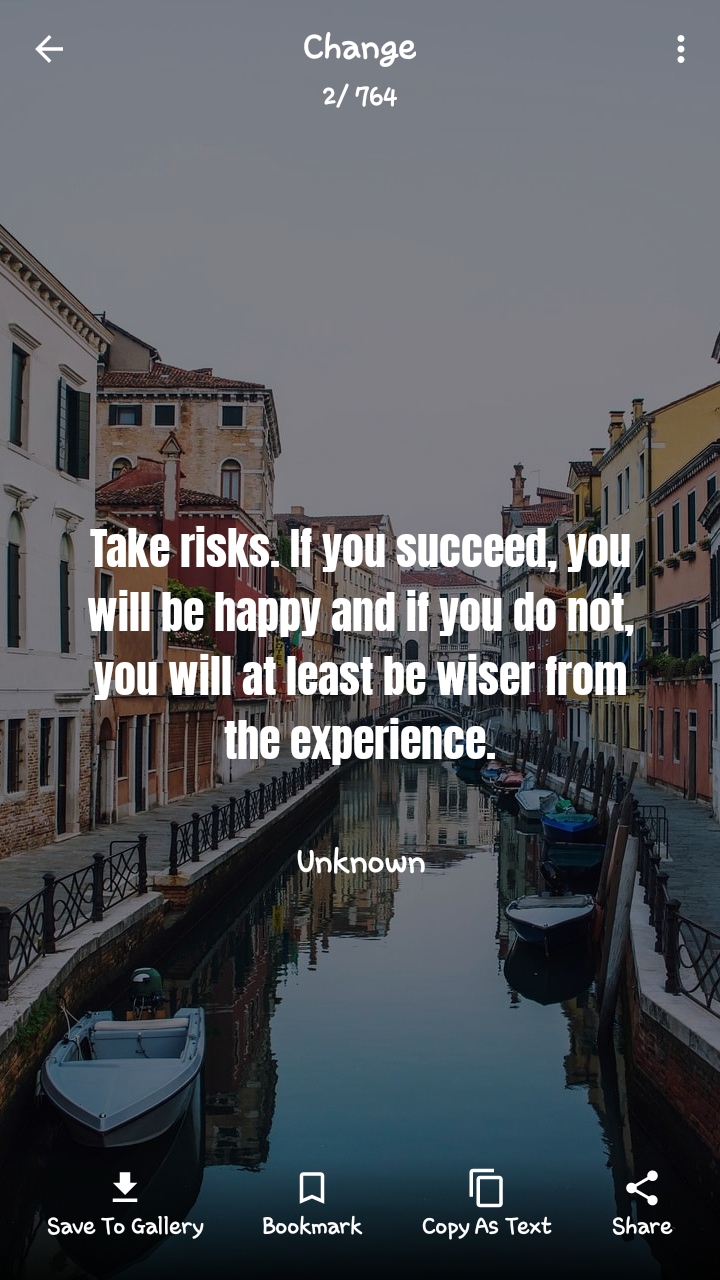 Change
2/ 764
Take risks. If you succeed, you
will be happy and if you do not,
you will at least be wiser from
the experience.
Unknown
Save To Gallery
Bookmark
Copy As Text
Share